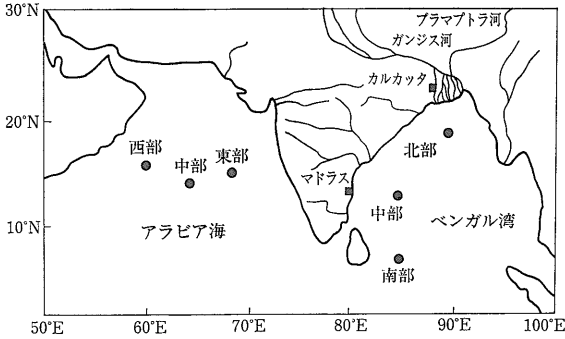 30°N
ブラマプトラ河
ガンジス河
カルカッタ
20°N
西部
中部
東部
北部
マドラス
中部
ベンガル湾
10°N
アラビア海
南部
50°E
60°E
70°E
80°E
90°E
100°E